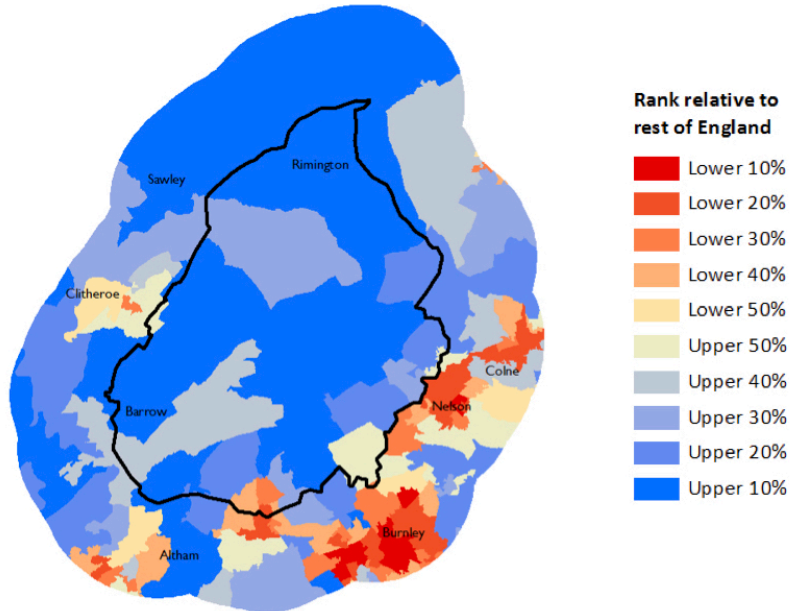 Rank relative to
rest of England
Lower 10%
Lower 20%
Lower 30%
Lower 40%
Lower 50%
Upper 50%
Upper 40%
Upper 30%
Upper 20%
Upper 10%
Rimington
Sawley
Clitheroe
Colne
Nelson
Barrow
Burnley
Altham